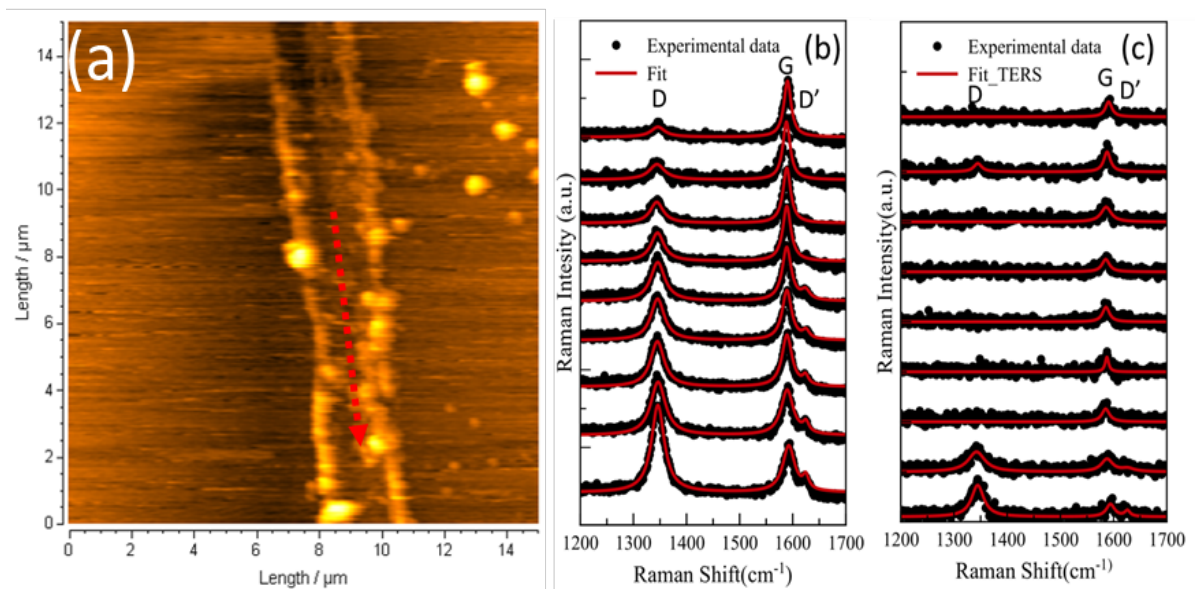 (a)
14
12
10
8
6
4
2
0
Length / µm
0 2 4 6 8 10 12 14
Length / µm
(b)
Experimental data
Fit
G
D
D'
Raman Intesity (a.u.)
1200 1300 1400 1500 1600 1700
Raman Shift(cm-1)
(c)
Experimental data
Fit_TERS
D
G
D'
Raman Intensity(a.u.)
1200 1300 1400 1500 1600 1700
Raman Shift(cm-1)